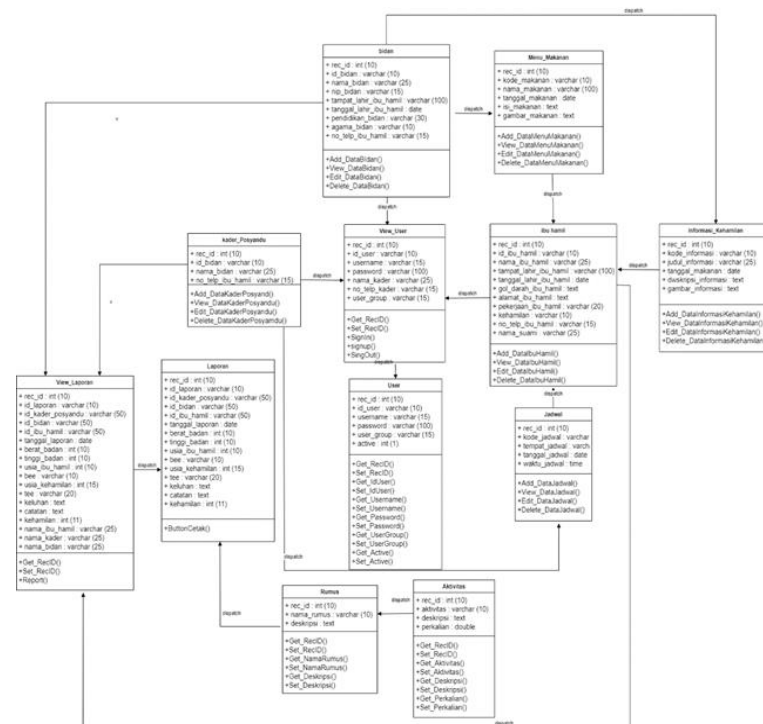 dispatch
bidan
+ rec_id : int (10)
+ id_bidan : varchar (10)
+ nama_bidan : varchar (25)
+ nip_bidan : varchar (15)
+ tampat_lahir_ibu_hamil : varchar (100)
+ tanggal_lahir_ibu_hamil : date
+ pendidikan_bidan : varchar (30)
+ agama_bidan : varchar (10)
+ no_telp_ibu_hamil : varchar (15)
+Add_DataBidan()
+View_DataBidan()
+Edit_DataBidan()
+Delete_DataBidan()
dispatch
Menu_Makanan
+ rec_id : int (10)
+ kode_makanan : varchar (10)
+ nama_makanan : varchar (100)
+ tanggal_makanan : date
+ isi_makanan : text
+ gambar_makanan : text
+Add_DataMenuMakanan()
+View_DataMenuMakanan()
+Edit_DataMenuMakanan()
+Delete_DataMenuMakanan()
dispatch
dispatch
kader_Posyandu
+ rec_id : int (10)
+ id_bidan : varchar (10)
+ nama_bidan : varchar (25)
+ no_telp_ibu_hamil : varchar (15)
+Add_DataKaderPosyandi()
+View_DataKaderPosyandu()
+Edit_DataKaderPosyandu()
+Delete_DataKaderPosyandu()
dispatch
View_User
+ rec_id : int (10)
+ id_user : varchar (10)
+ username : varchar (15)
+ password : varchar (100)
+ nama_kader : varchar (25)
+ no_telp_kader : varchar (15)
+ user_group : varchar (15)
+Get_RecID()
+Set_RecID()
+SignIn()
+signup()
+SingOut()
dispatch
ibu hamil
+ rec_id : int (10)
+ id_ibu_hamil : varchar (10)
+ nama_ibu_hamil : varchar (25)
+ tampat_lahir_ibu_hamil : varchar (100)
+ tanggal_lahir_ibu_hamil : date
+ gol_darah_ibu_hamil : text
+ alamat_ibu_hamil : text
+ pekerjaan_ibu_hamil : varchar (20)
+ kehamilan : varchar (10)
+ no_telp_ibu_hamil : varchar (15)
+ nama_suami : varchar (25)
+Add_DataIbuHamil()
+View_DataIbuHamil()
+Edit_DataIbuHamil()
+Delete_DataIbuHamil()
dispatch
Informasi_Kehamilan
+ rec_id : int (10)
+ kode_informasi : varchar (10)
+ judul_informasi : varchar (25)
+ tanggal_makanan : date
+ dwskripsi_informasi : text
+ gambar_informasi : text
+Add_DataInformasiKehamilan()
+View_DataInformasiKehamilan()
+Edit_DataInformasiKehamilan()
+Delete_DataInformasiKehamilan()
dispatch
dispatch
View_Laporan
+ rec_id : int (10)
+ id_laporan : varchar (10)
+ id_kader_posyandu : varchar (50)
+ id_bidan : varchar (50)
+ id_ibu_hamil : varchar (50)
+ tanggal_laporan : date
+ berat_badan : int (10)
+ tinggi_badan : int (10)
+ usia_ibu_hamil : int (10)
+ bee : varchar (10)
+ usia_kehamilan : int (15)
+ tee : varchar (20)
+ keluhan : text
+ catatan : text
+ kehamilan : int (11)
+ nama_ibu_hamil : varchar (25)
+ nama_kader : varchar (25)
+ nama_bidan : varchar (25)
+Get_RecID()
+Set_RecID()
+Report()
dispatch
Laporan
+ rec_id : int (10)
+ id_laporan : varchar (10)
+ id_kader_posyandu : varchar (50)
+ id_bidan : varchar (50)
+ id_ibu_hamil : varchar (50)
+ tanggal_laporan : date
+ berat_badan : int (10)
+ tinggi_badan : int (10)
+ usia_ibu_hamil : int (10)
+ bee : varchar (10)
+ usia_kehamilan : int (15)
+ tee : varchar (20)
+ keluhan : text
+ catatan : text
+ kehamilan : int (11)
+ButtonCetak()
dispatch
User
+ rec_id : int (10)
+ id_user : varchar (10)
+ username : varchar (15)
+ password : varchar (100)
+ user_group : varchar (15)
+ active : int (1)
+Get_RecID()
+Set_RecID()
+Get_IdUser()
+Set_IdUser()
+Get_Username()
+Set_Username()
+Get_Password()
+Set_Password()
+Get_UserGroup()
+Set_UserGroup()
+Get_Active()
+Set_Active()
Jadwal
+ rec_id : int (10)
+ kode_jadwal : varchar
+ tempat_jadwal : varch
+ tanggal_jadwal : date
+ waktu_jadwal : time
+Add_DataJadwal()
+View_DataJadwal()
+Edit_DataJadwal()
+Delete_DataJadwal()
dispatch
dispatch
Rumus
+ rec_id : int (10)
+ nama_rumus : varchar (10)
+ deskripsi : text
+Get_RecID()
+Set_RecID()
+Get_NamaRumus()
+Set_NamaRumus()
+Get_Deskripsi()
+Set_Deskripsi()
dispatch
Aktivitas
+ rec_id : int (10)
+ aktivitas : varchar (10)
+ deskripsi : text
+ perkalian : double
+Get_RecID()
+Set_RecID()
+Get_Aktivitas()
+Set_Aktivitas()
+Get_Deskripsi()
+Set_Deskripsi()
+Get_Perkalian()
+Set_Perkalian()
dispatch